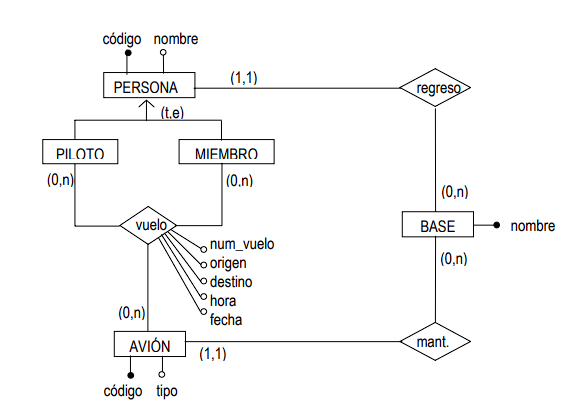 código nombre
PERSONA
(1,1)
regreso
(t,e)
PILOTO
MIEMBRO
(0,n)
(0,n)
(0,n)
vuelo
BASE
nombre
num_vuelo
origen
destino
hora
fecha
(0,n)
(0,n)
AVIÓN
(1,1)
mant.
código tipo